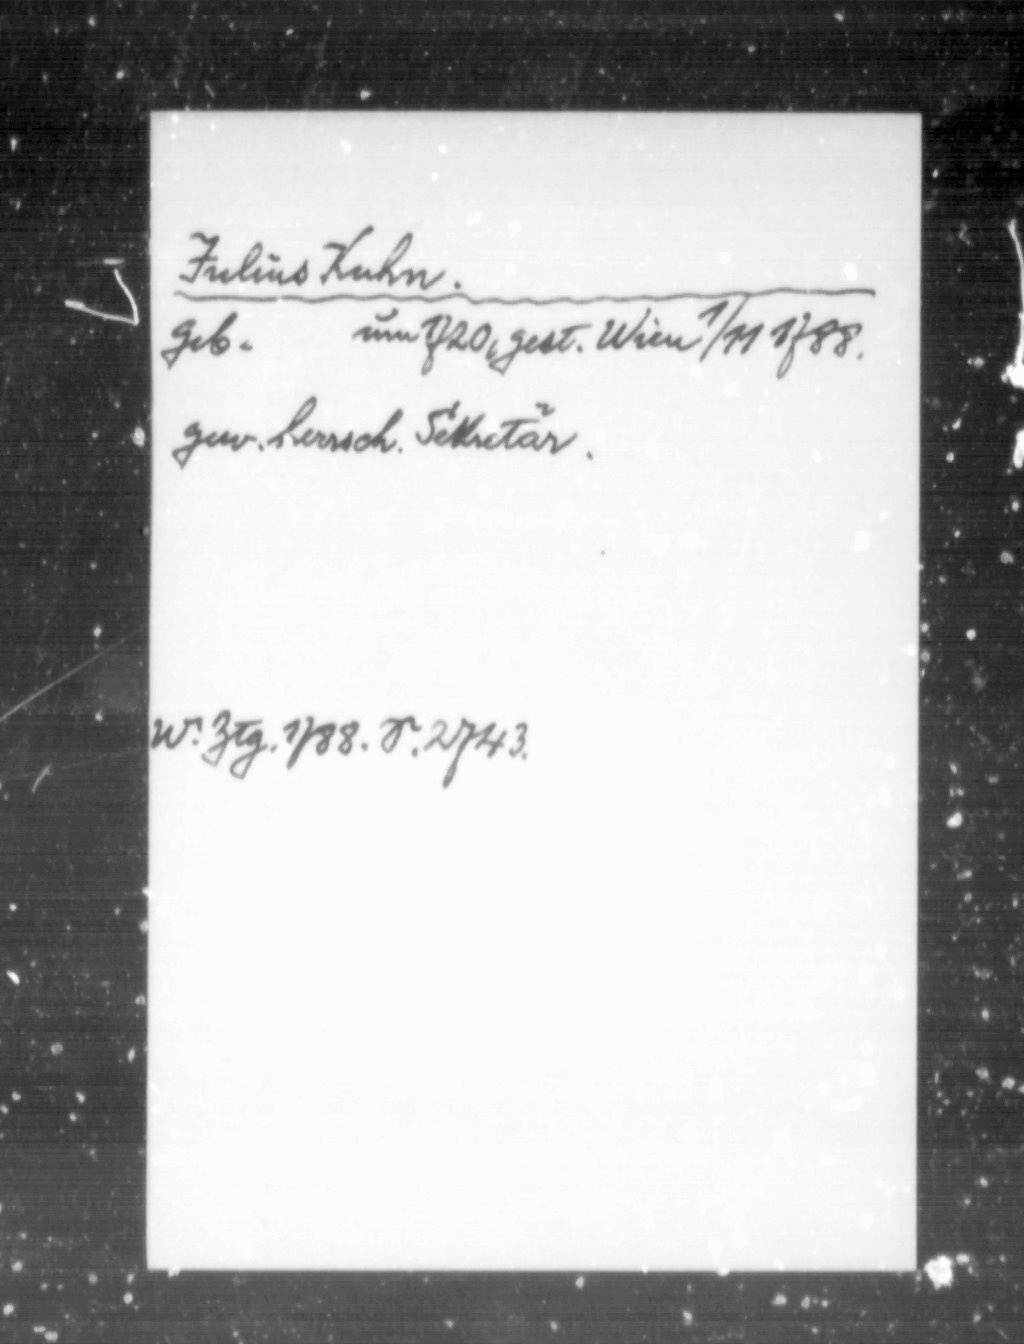 Julius Kuhn.
geb. um 1720, gest. Wien 1/11 1788.
gew. herrsch. Sekretär.
W. Ztg. 1788. S. 2743.